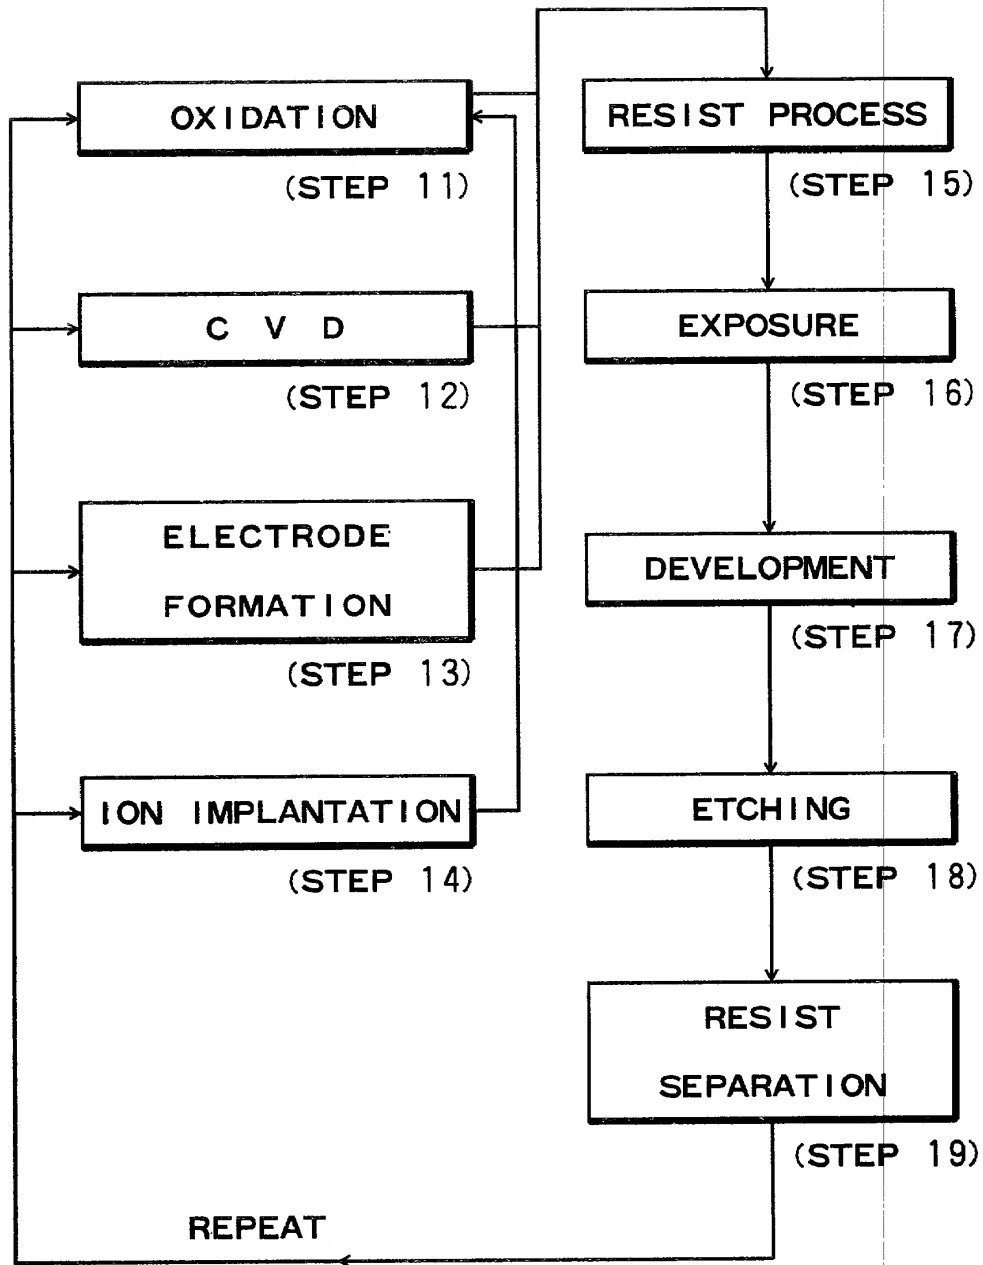 OXIDATION
(STEP 11)
CVD
(STEP 12)
ELECTRODE
FORMATION
(STEP 13)
ION IMPLANTATION
(STEP 14)
RESIST PROCESS
(STEP 15)
EXPOSURE
(STEP 16)
DEVELOPMENT
(STEP 17)
ETCHING
(STEP 18)
RESIST
SEPARATION
(STEP 19)
REPEAT